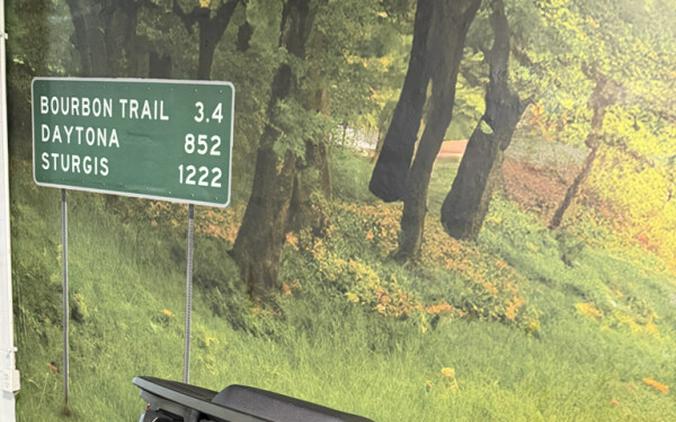 BOURBON TRAIL 3.4
DAYTONA 852
STURGIS 1222